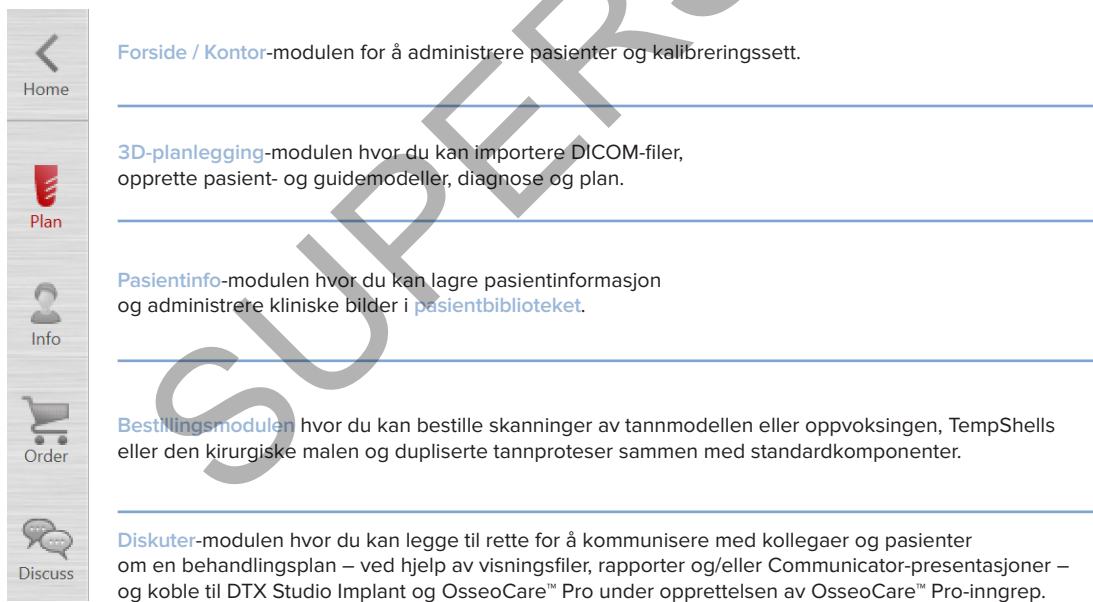 Home
Forside / Kontor-modulen for å administrere pasienter og kalibreringssett.
Plan
3D-planlegging-modulen hvor du kan importere DICOM-filer,
opprette pasient- og guidemodeller, diagnose og plan.
Info
Pasientinfo-modulen hvor du kan lagre pasientinformasjon
og administrere kliniske bilder i pasientbiblioteket.
Order
Bestillingsmodulen hvor du kan bestille skanninger av tannmodellen eller oppvoksingen, TempShells
eller den kirurgiske malen og dupliserte tannproteser sammen med standardkomponenter.
Discuss
Diskuter-modulen hvor du kan legge til rette for å kommunisere med kollegaer og pasienter
om en behandlingsplan – ved hjelp av visningsfiler, rapporter og/eller Communicator-presentasjoner –
og koble til DTX Studio Implant og OsseoCare™ Pro under opprettelsen av OsseoCare™ Pro-inngrep.
SUPERS